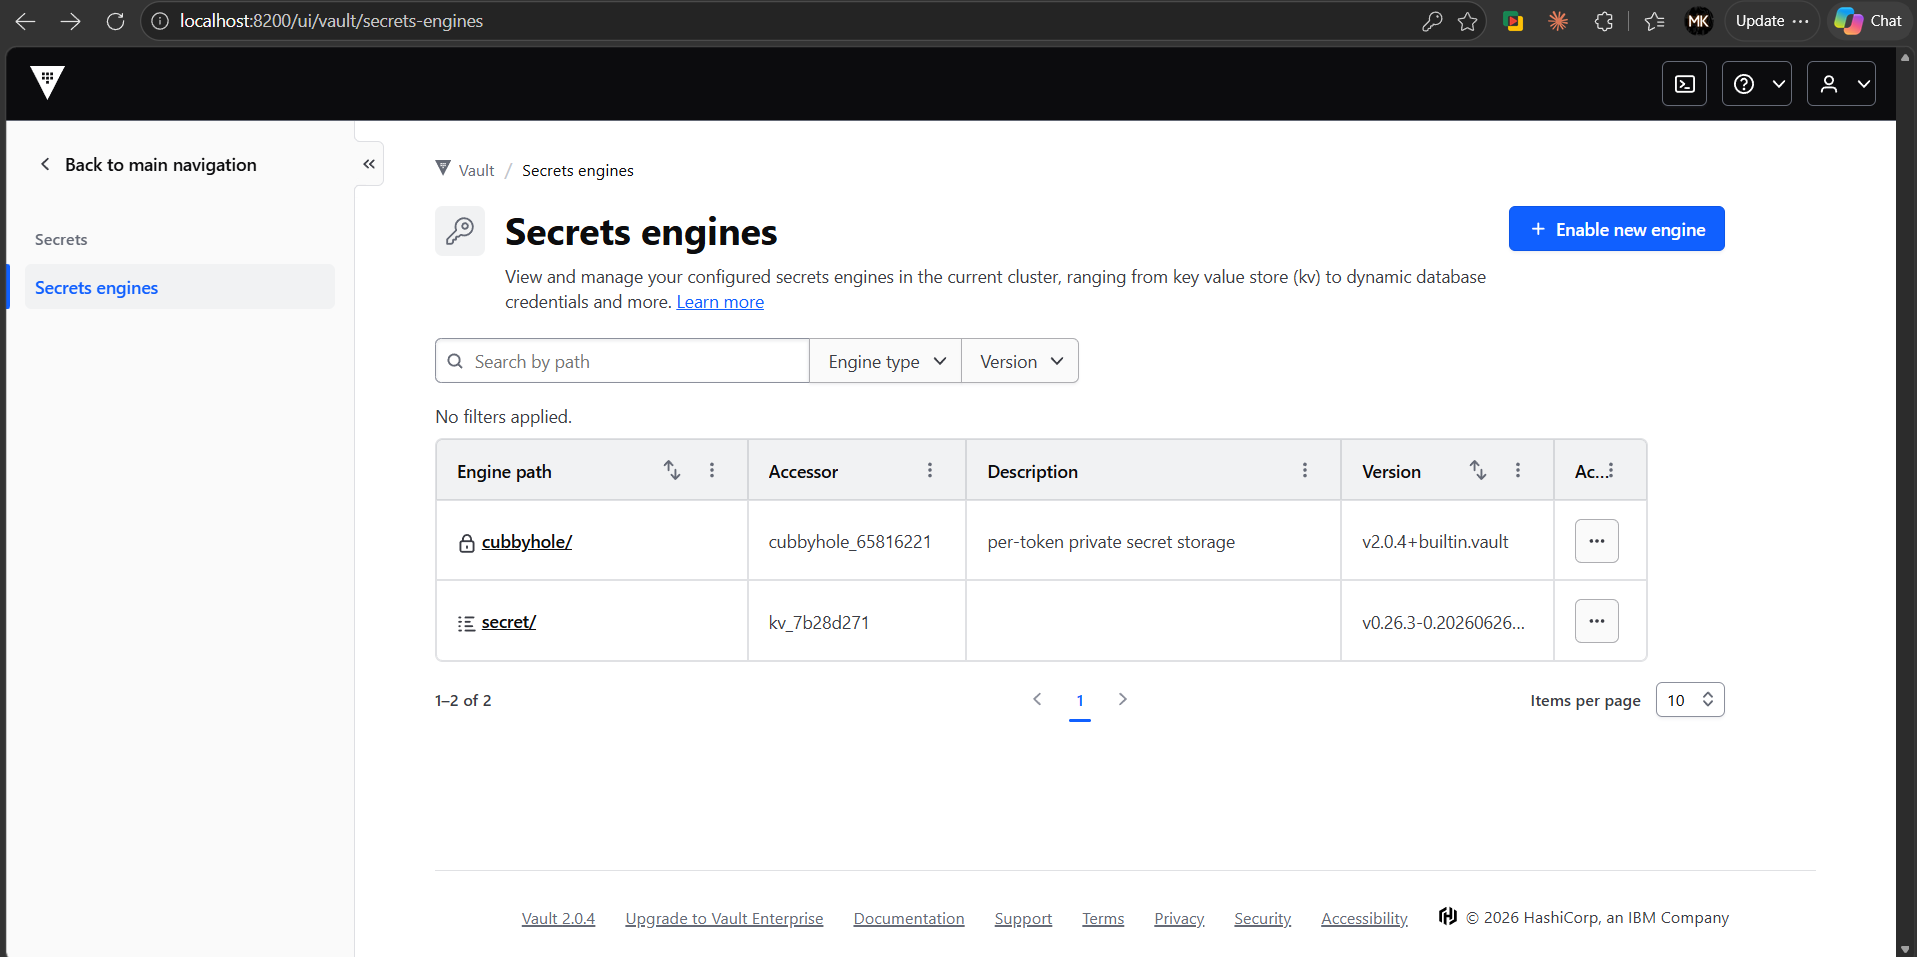 localhost:8200/ui/vault/secrets-engines
MK
Update
Chat
Back to main navigation
Secrets
Secrets engines
Vault / Secrets engines
Secrets engines
Enable new engine
View and manage your configured secrets engines in the current cluster, ranging from key value store (kv) to dynamic database
credentials and more. Learn more
Search by path
Engine type
Version
No filters applied.
Engine path Accessor Description Version Ac...
cubbyhole/ cubbyhole_65816221 per-token private secret storage v2.0.4+builtin.vault
secret/ kv_7b28d271 v0.26.3-0.20260626...
1–2 of 2
1
Items per page 10
Vault 2.0.4 Upgrade to Vault Enterprise Documentation Support Terms Privacy Security Accessibility © 2026 HashiCorp, an IBM Company